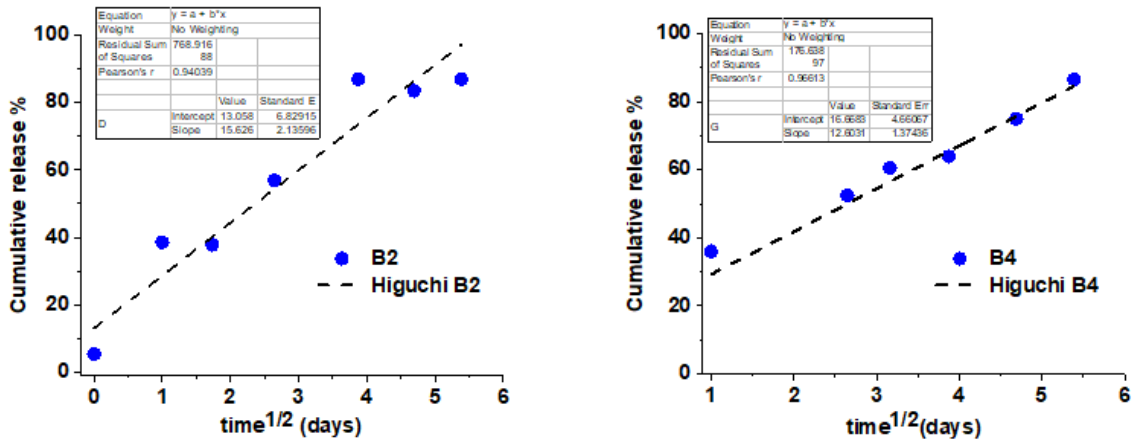 Equation y = a + b*x
Weight No Weighting
Residual Sum of Squares 768.916 88
Pearson's r 0.94039
Value Standard E
D Intercept 13.058 6.82915
Slope 15.626 2.13596
100
80
60
40
20
0
Cumulative release %
B2
Higuchi B2
0 1 2 3 4 5 6
time1/2 (days)
Equation y = a + b*x
Weight No Weighting
Residual Sum of Squares 176.638 97
Pearson's r 0.96613
Value Standard Err
G Intercept 16.6683 4.66067
Slope 12.6031 1.37436
100
80
60
40
20
0
Cumulative release %
B4
Higuchi B4
1 2 3 4 5 6
time1/2(days)